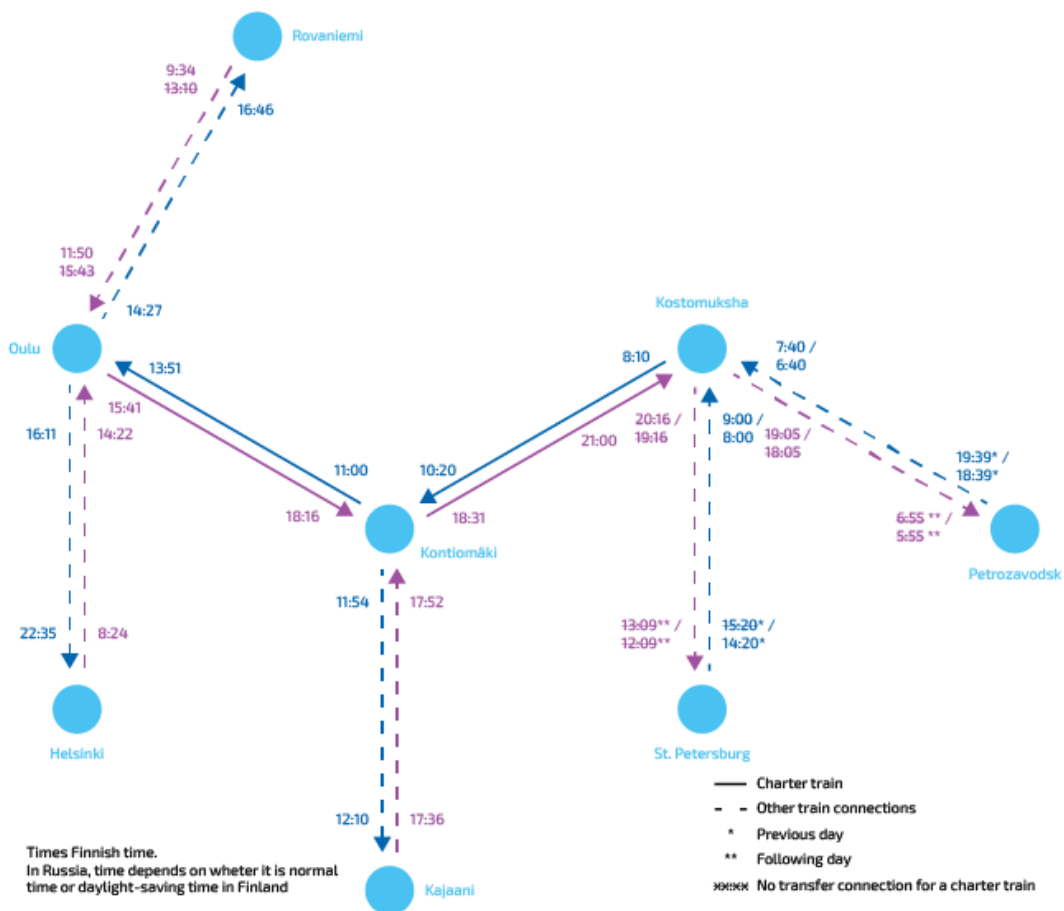 Rovaniemi
9:34
13:10
16:46
11:50
15:43
14:27
Kostomuksha
Oulu
13:51
8:10
7:40 /
6:40
15:41
14:22
16:11
20:16 /
19:16
9:00 /
8:00
19:05 /
18:05
21:00
11:00
10:20
19:39* /
18:39*
18:16
18:31
6:55 ** /
5:55 **
Kontiomâki
Petrozavodsk
11:54
17:52
22:35
8:24
13:09** /
12:09**
15:20* /
14:20*
Helsinki
St. Petersburg
Charter train
Other train connections
12:10
17:36
* Previous day
** Following day
xx:xx No transfer connection for a charter train
Times Finnish time.
In Russia, time depends on wheter it is normal
time or daylight-saving time in Finland
Kajaani